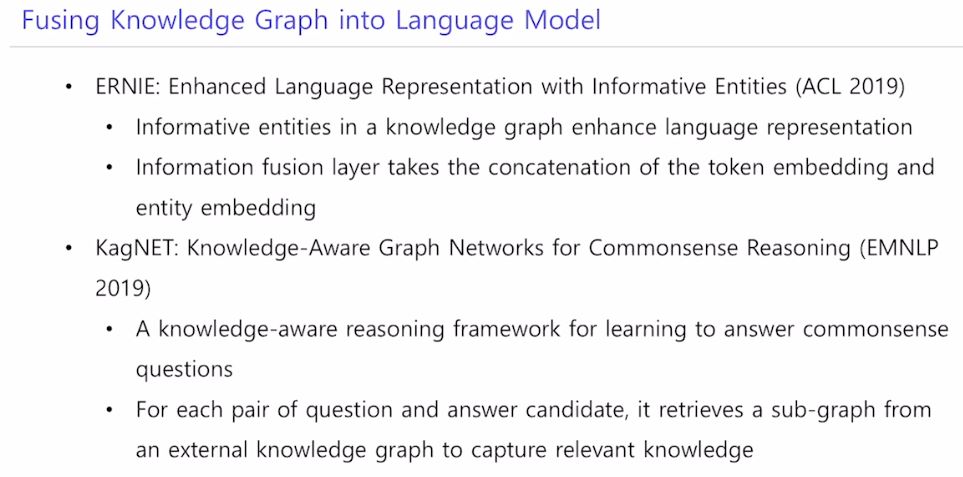 Fusing Knowledge Graph into Language Model
• ERNIE: Enhanced Language Representation with Informative Entities (ACL 2019)
• Informative entities in a knowledge graph enhance language representation
• Information fusion layer takes the concatenation of the token embedding and
entity embedding
• KagNET: Knowledge-Aware Graph Networks for Commonsense Reasoning (EMNLP
2019)
• A knowledge-aware reasoning framework for learning to answer commonsense
questions
• For each pair of question and answer candidate, it retrieves a sub-graph from
an external knowledge graph to capture relevant knowledge